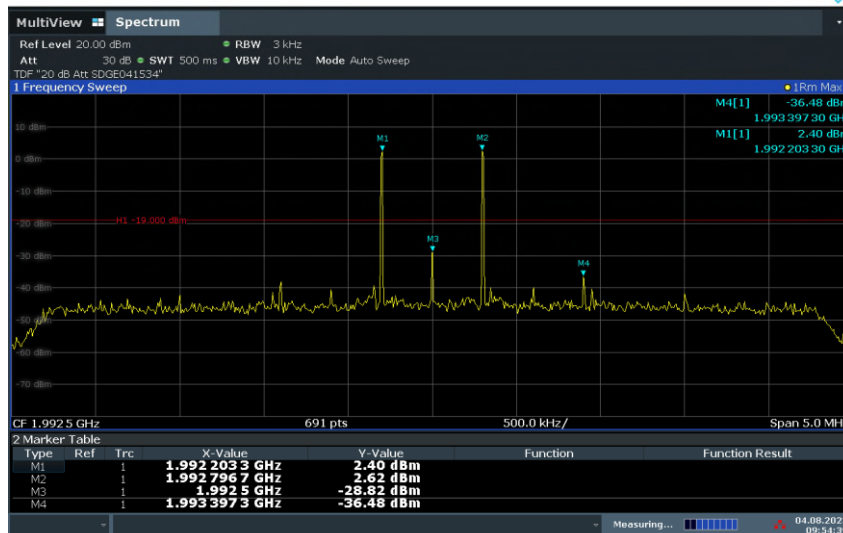 MultiView Spectrum
Ref Level 20.00 dBm RBW 3 kHz
Att 30 dB SWT 500 ms VBW 10 kHz Mode Auto Sweep
TDF "20 dB Att SDGE041534"
1 Frequency Sweep 1Rm Max
M4[1] -36.48 dBm
1.993 397 30 GH
M1[1] 2.40 dBm
1.992 203 30 GH
10 dBm
M1 M2
0 dBm
-10 dBm
-20 dBm H1 -19.000 dBm
M3
-30 dBm
M4
-40 dBm
-50 dBm
-60 dBm
-70 dBm
CF 1.992 5 GHz 691 pts 500.0 kHz/ Span 5.0 MH
2 Marker Table
Type Ref Trc X-Value Y-Value Function Function Result
M1 1 1.992 203 3 GHz 2.40 dBm
M2 1 1.992 796 7 GHz 2.62 dBm
M3 1 1.992 5 GHz -28.82 dBm
M4 1 1.993 397 3 GHz -36.48 dBm
Measuring... 04.08.202
09:54:3